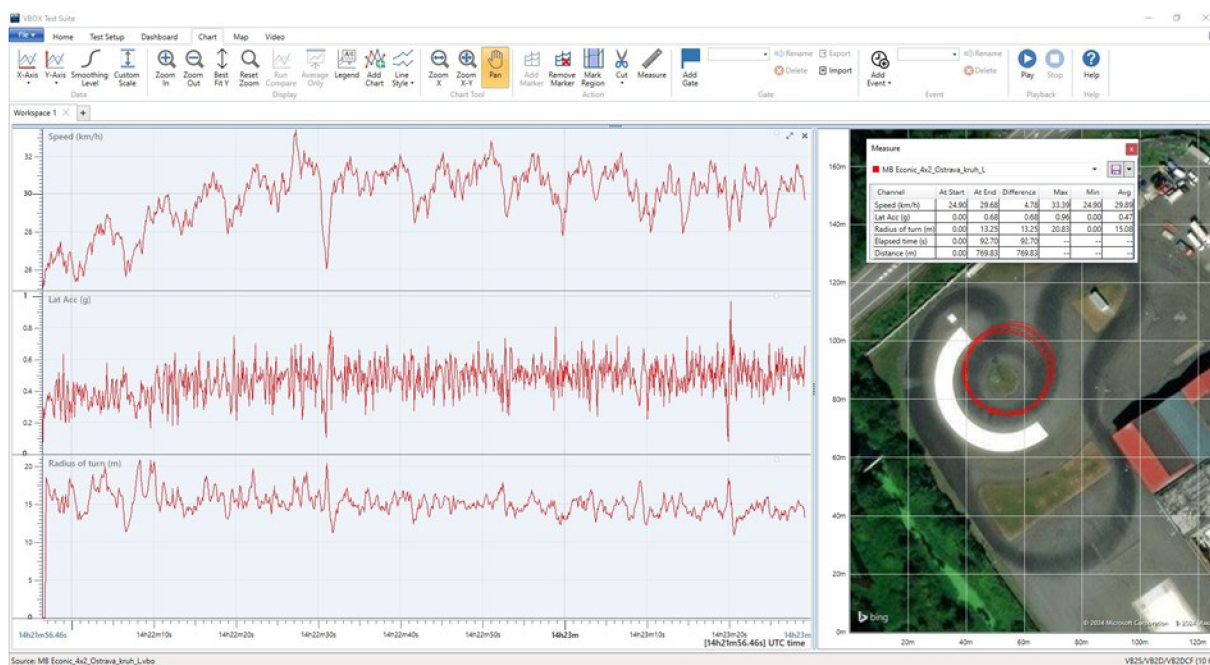 VBOX Test Suite
File Home Test Setup Dashboard Chart Map Video
X-Axis Y-Axis Smoothing Level Custom Scale Zoom In Zoom Out Best Fit Y Reset Zoom Run Compare Average Only Legend Add Chart Line Style Zoom X Zoom X-Y Pan Add Marker Remove Marker Mark Region Cut Measure Add Gate Rename Export Delete Import Add Event Rename Delete Play Stop Help
Data Display Chart Tool Action Gate Event Playback Help
Workspace 1
Speed (km/h)
32
30
28
26
Lat Acc (g)
1
0.8
0.6
0.4
0.2
0
Radius of turn (m)
20
15
10
5
0
14h21m56.46s 14h22m10s 14h22m20s 14h22m30s 14h22m40s 14h22m50s 14h23m 14h23m10s 14h23m20s 14h23m
[14h21m56.46s] UTC time
Measure
MB Econic_4x2_Ostrava_kruh_L
Channel At Start At End Difference Max Min Avg
Speed (km/h) 24.90 29.68 4.78 33.39 24.90 29.89
Lat Acc (g) 0.00 0.68 0.68 0.96 0.00 0.47
Radius of turn (m) 0.00 13.25 13.25 20.83 0.00 15.08
Elapsed time (s) 0.00 92.70 92.70 -- -- --
Distance (m) 0.00 769.83 769.83 -- -- --
160m
140m
120m
100m
80m
60m
40m
20m
0m
bing
© 2024 Microsoft Corporation
20m 40m 60m 80m 100m 120m
Source: MB Econic_4x2_Ostrava_kruh_L.vbo
VB2S/VB2D/VB2DCF (10